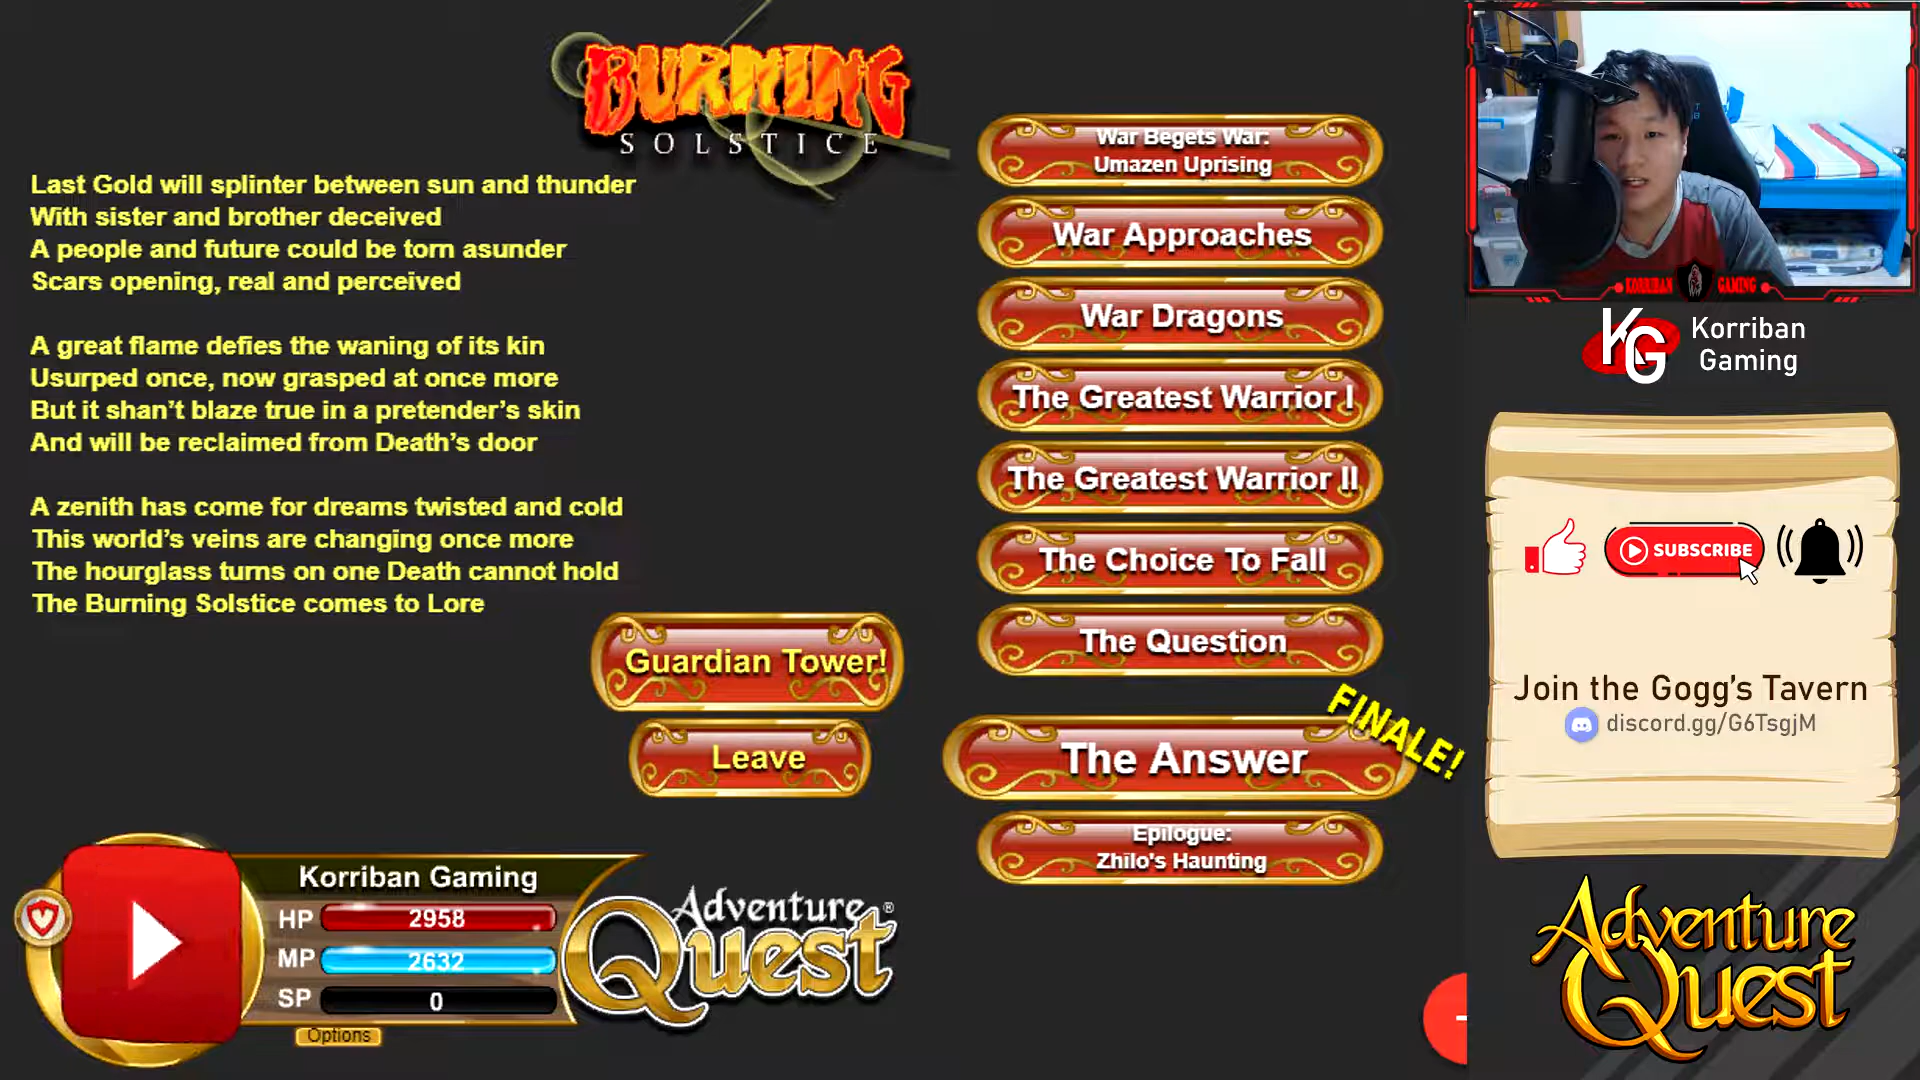 BURNING
SOLSTICE
Last Gold will splinter between sun and thunder
With sister and brother deceived
A people and future could be torn asunder
Scars opening, real and perceived
A great flame defies the waning of its kin
Usurped once, now grasped at once more
But it shan't blaze true in a pretender's skin
And will be reclaimed from Death's door
A zenith has come for dreams twisted and cold
This world's veins are changing once more
The hourglass turns on one Death cannot hold
The Burning Solstice comes to Lore
Guardian Tower!
Leave
War Begets War:
Umazen Uprising
War Approaches
War Dragons
The Greatest Warrior I
The Greatest Warrior II
The Choice To Fall
The Question
FINALE!
The Answer
Epilogue:
Zhilo's Haunting
Korriban Gaming
HP 2958
MP 2632
SP 0
Options
Adventure®
Quest
KORRIBAN GAMING
KG
Korriban
Gaming
SUBSCRIBE
Join the Gogg's Tavern
discord.gg/G6TsgjM
Adventure
Quest